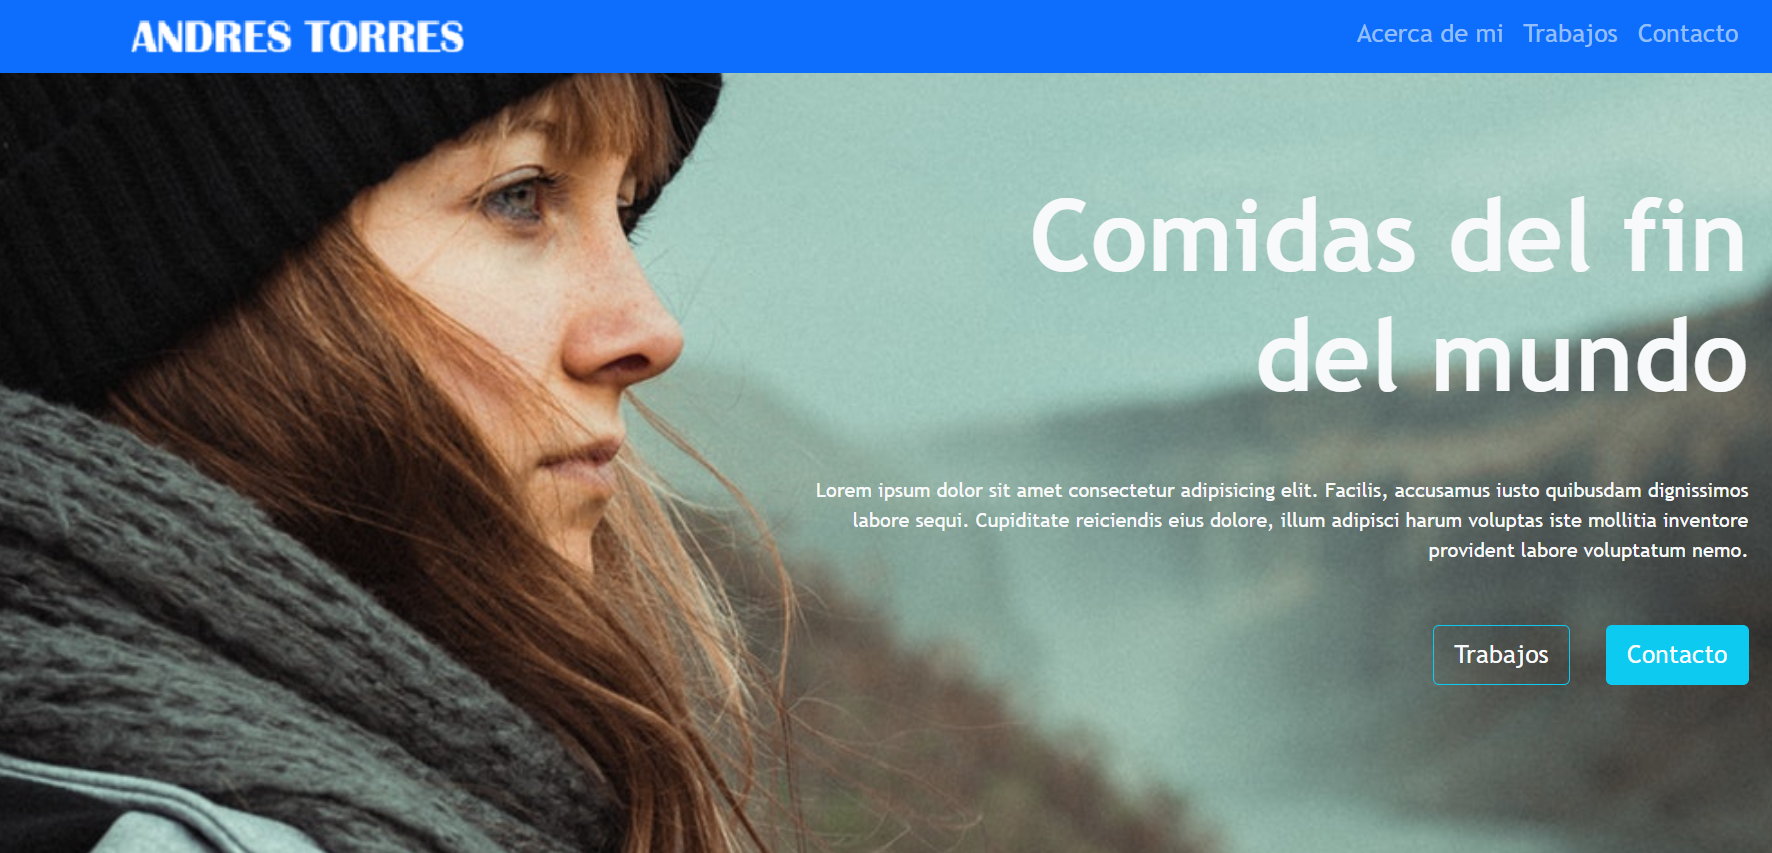 ANDRES TORRES
Acerca de mi Trabajos Contacto
Comidas del fin
del mundo
Lorem ipsum dolor sit amet consectetur adipisicing elit. Facilis, accusamus iusto quibusdam dignissimos
labore sequi. Cupiditate reiciendis eius dolore, illum adipisci harum voluptas iste mollitia inventore
provident labore voluptatum nemo.
Trabajos Contacto